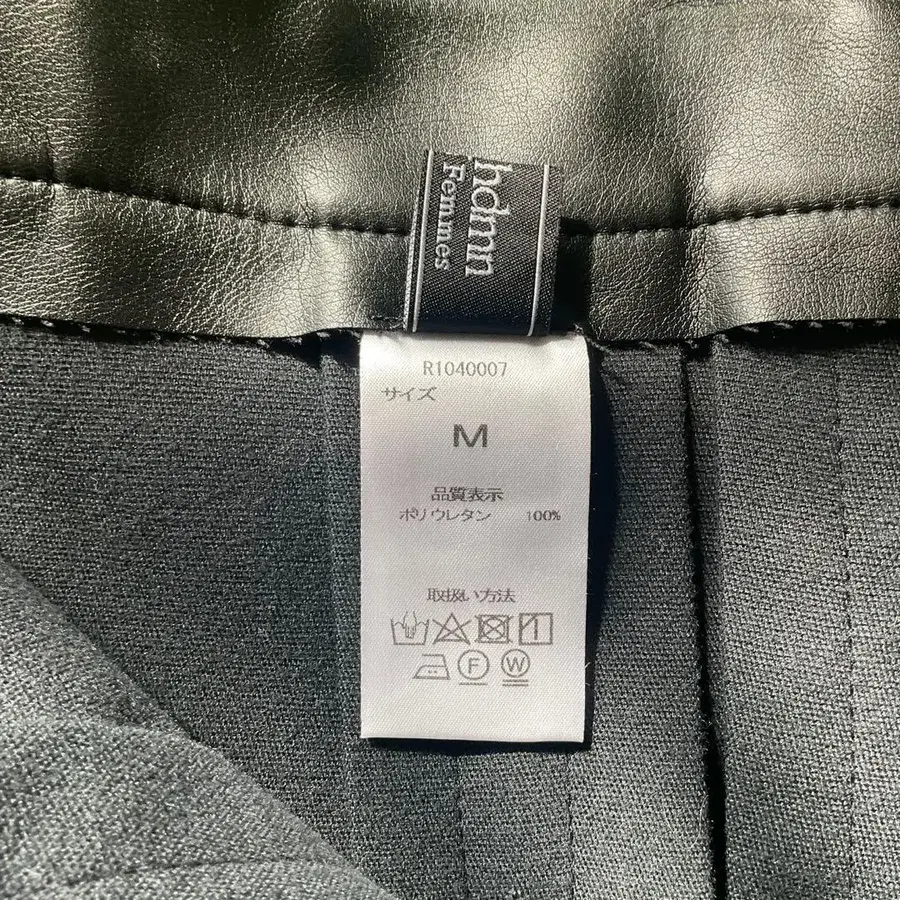 hdmn
Femmes
R1040007
サイズ
M
品質表示
ポリウレタン 100%
取扱い方法
F W